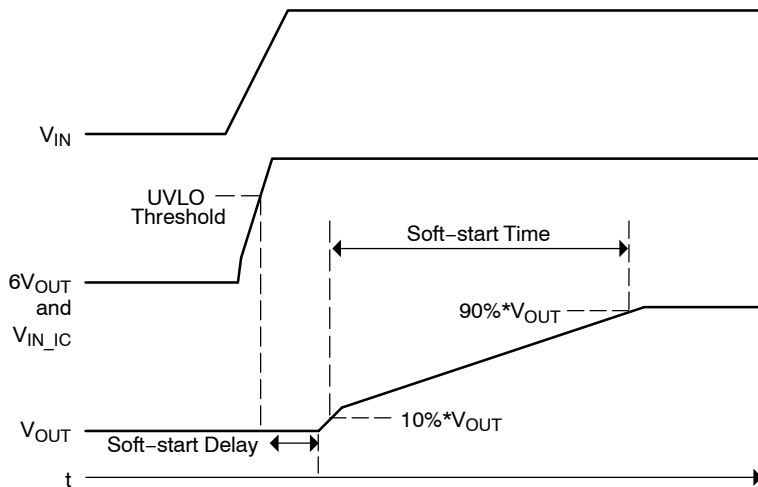 V_IN
UVLO
Threshold
Soft−start Time
6V_OUT
and
V_IN_IC
90%*V_OUT
10%*V_OUT
V_OUT
Soft−start Delay
t